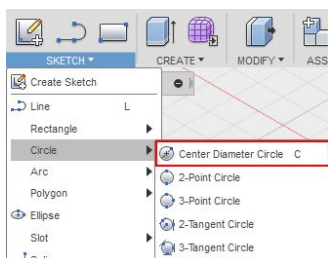 SKETCH CREATE MODIFY ASS
Create Sketch
Line L
Rectangle
Circle
Center Diameter Circle C
Arc
2-Point Circle
Polygon
3-Point Circle
Ellipse
2-Tangent Circle
Slot
3-Tangent Circle